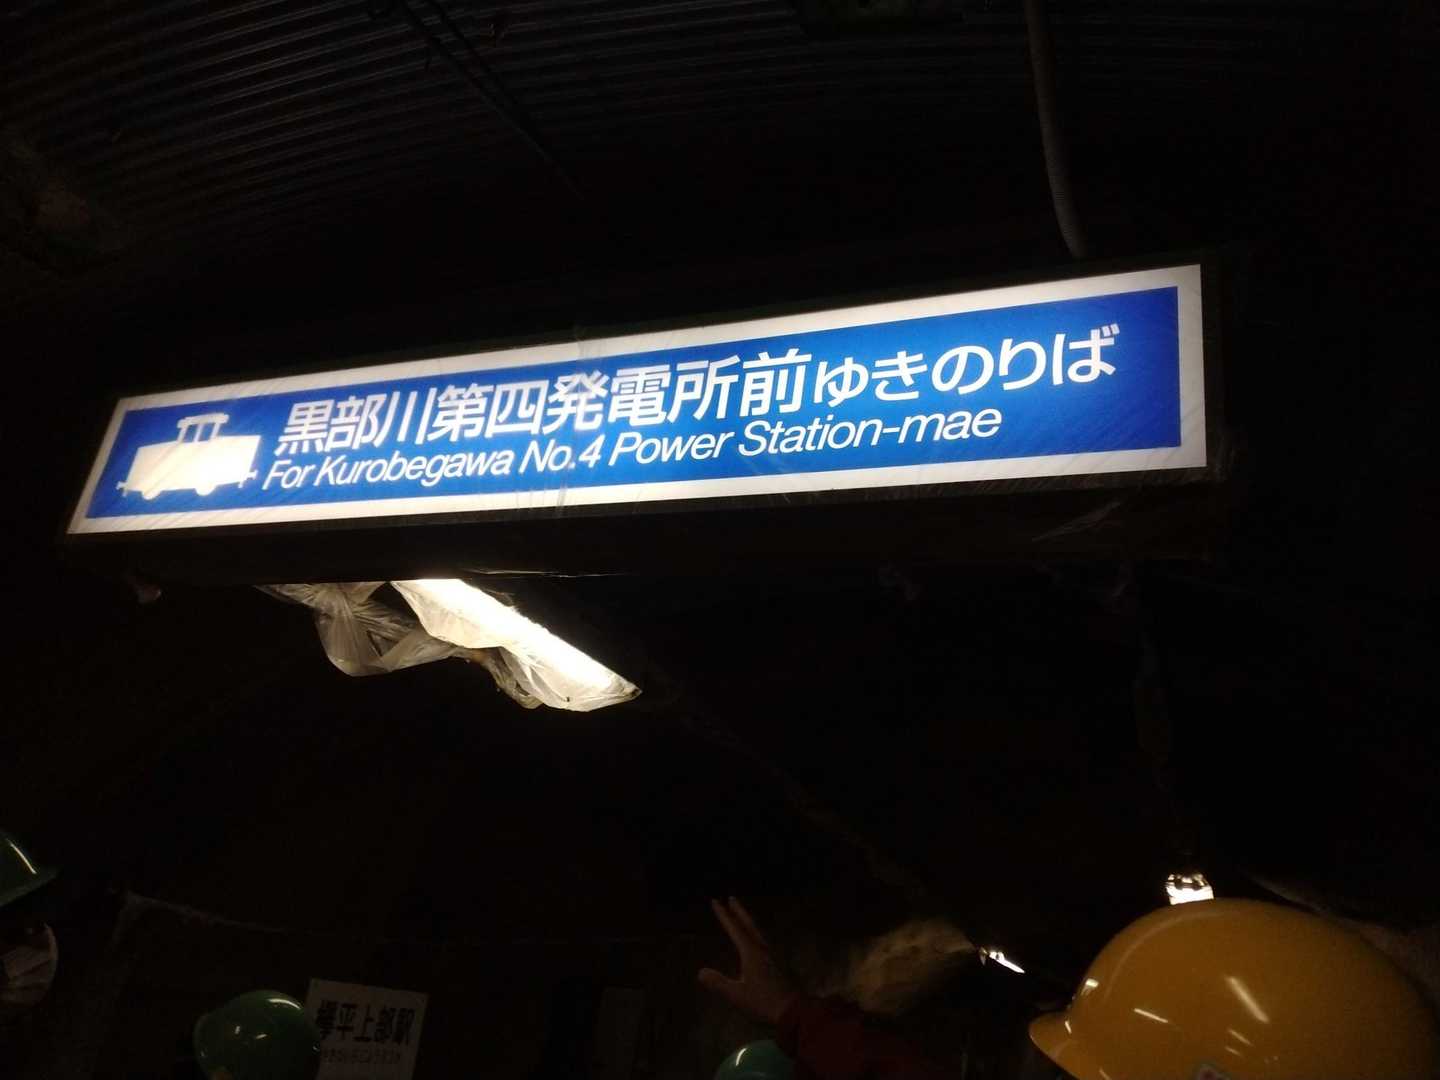 黒部川第四発電所前ゆきのりば
For Kurobegawa No.4 Power Station-mae
欅平上部駅